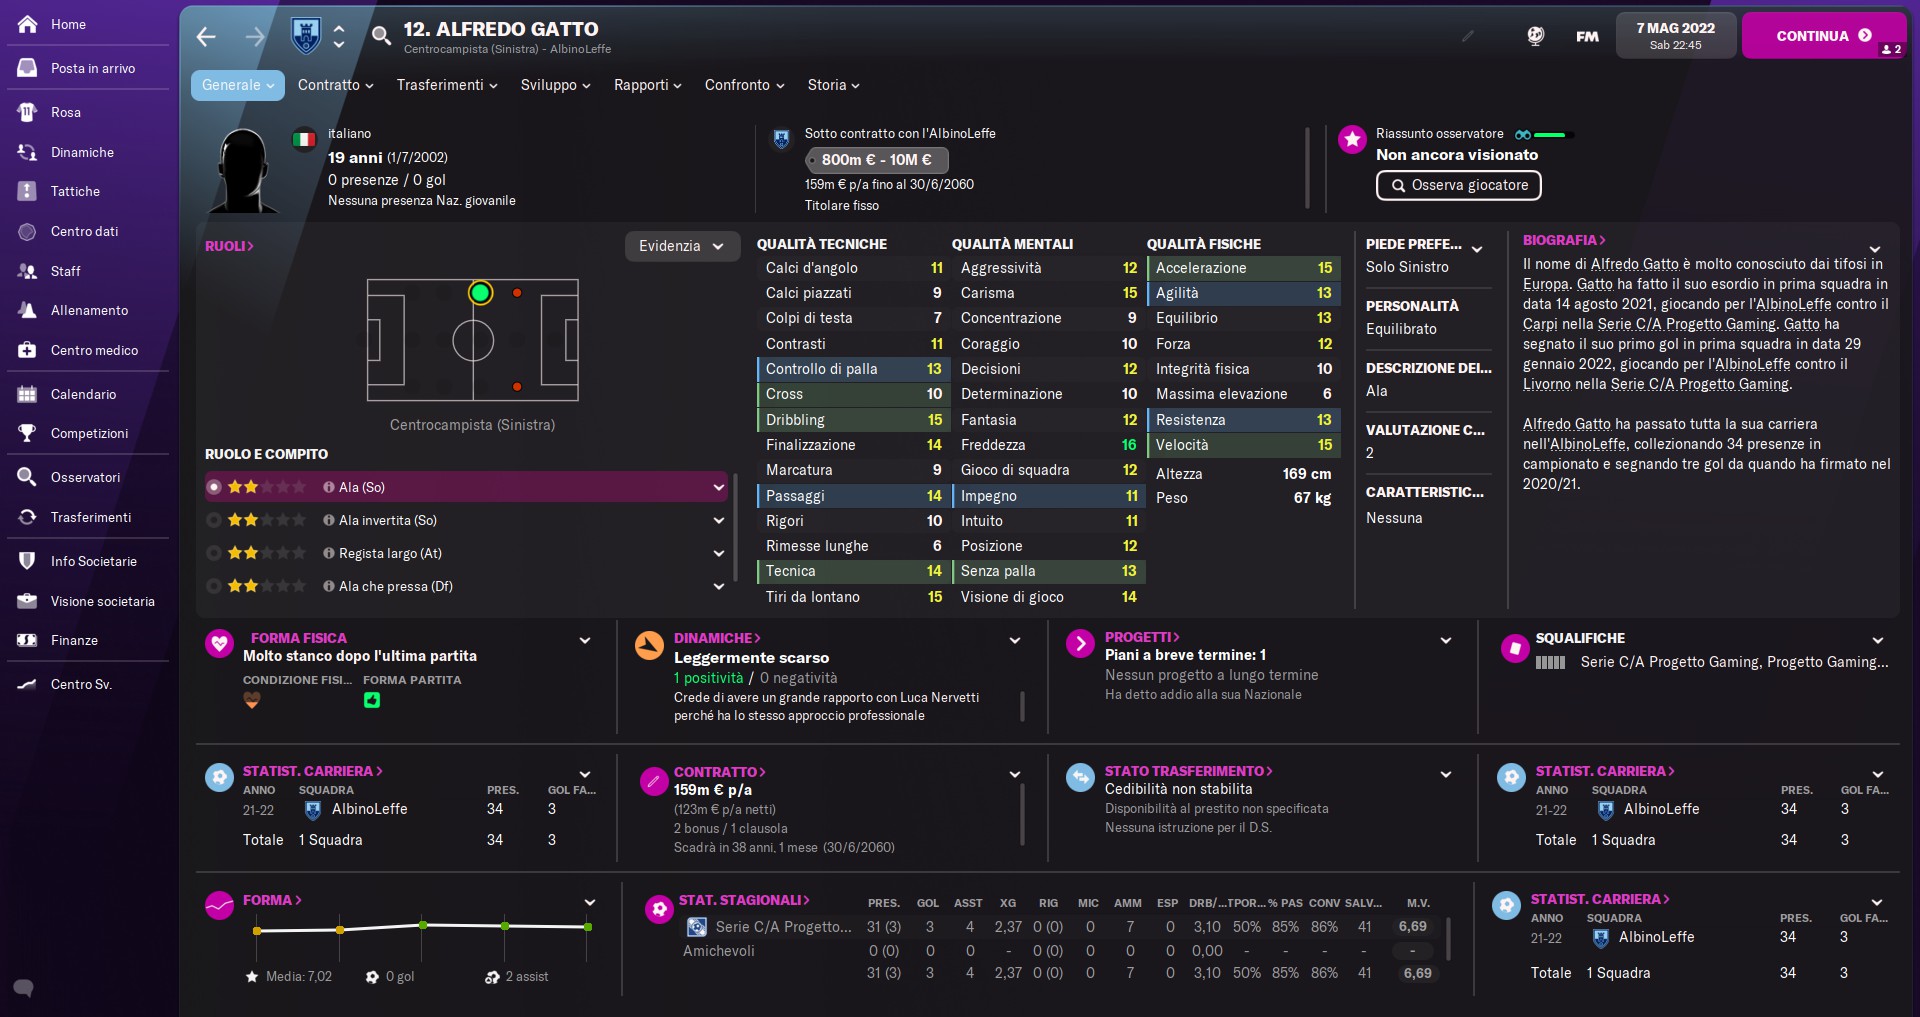 Home
Posta in arrivo
Rosa
Dinamiche
Tattiche
Centro dati
Staff
Allenamento
Centro medico
Calendario
Competizioni
Osservatori
Trasferimenti
Info Societarie
Visione societaria
Finanze
Centro Sv.
12. ALFREDO GATTO
Centrocampista (Sinistra) - AlbinoLeffe
FM
7 MAG 2022
Sab 22:45
CONTINUA
2
Generale Contratto Trasferimenti Sviluppo Rapporti Confronto Storia
italiano
19 anni (1/7/2002)
0 presenze / 0 gol
Nessuna presenza Naz. giovanile
Sotto contratto con l'AlbinoLeffe
800m € - 10M €
159m € p/a fino al 30/6/2060
Titolare fisso
Riassunto osservatore
Non ancora visionato
Osserva giocatore
RUOLI
Evidenzia
Centrocampista (Sinistra)
RUOLO E COMPITO
Ala (So)
Ala invertita (So)
Regista largo (At)
Ala che pressa (Df)
QUALITÀ TECNICHE
Calci d'angolo 11
Calci piazzati 9
Colpi di testa 7
Contrasti 11
Controllo di palla 13
Cross 10
Dribbling 15
Finalizzazione 14
Marcatura 9
Passaggi 14
Rigori 10
Rimesse lunghe 6
Tecnica 14
Tiri da lontano 15
QUALITÀ MENTALI
Aggressività 12
Carisma 15
Concentrazione 9
Coraggio 10
Decisioni 12
Determinazione 10
Fantasia 12
Freddezza 16
Gioco di squadra 12
Impegno 11
Intuito 11
Posizione 12
Senza palla 13
Visione di gioco 14
QUALITÀ FISICHE
Accelerazione 15
Agilità 13
Equilibrio 13
Forza 12
Integrità fisica 10
Massima elevazione 6
Resistenza 13
Velocità 15
Altezza 169 cm
Peso 67 kg
PIEDE PREFE...
Solo Sinistro
PERSONALITÀ
Equilibrato
DESCRIZIONE DEI...
Ala
VALUTAZIONE C...
2
CARATTERISTIC...
Nessuna
BIOGRAFIA
Il nome di Alfredo Gatto è molto conosciuto dai tifosi in
Europa. Gatto ha fatto il suo esordio in prima squadra in
data 14 agosto 2021, giocando per l'AlbinoLeffe contro il
Carpi nella Serie C/A Progetto Gaming. Gatto ha
segnato il suo primo gol in prima squadra in data 29
gennaio 2022, giocando per l'AlbinoLeffe contro il
Livorno nella Serie C/A Progetto Gaming.
Alfredo Gatto ha passato tutta la sua carriera
nell'AlbinoLeffe, collezionando 34 presenze in
campionato e segnando tre gol da quando ha firmato nel
2020/21.
FORMA FISICA
Molto stanco dopo l'ultima partita
CONDIZIONE FISI... FORMA PARTITA
DINAMICHE
Leggermente scarso
1 positività / 0 negatività
Crede di avere un grande rapporto con Luca Nervetti
perché ha lo stesso approccio professionale
PROGETTI
Piani a breve termine: 1
Nessun progetto a lungo termine
Ha detto addio alla sua Nazionale
SQUALIFICHE
Serie C/A Progetto Gaming, Progetto Gaming...
STATIST. CARRIERA
ANNO SQUADRA PRES. GOL FA...
21-22 AlbinoLeffe 34 3
Totale 1 Squadra 34 3
CONTRATTO
159m € p/a
(123m € p/a netti)
2 bonus / 1 clausola
Scadrà in 38 anni, 1 mese (30/6/2060)
STATO TRASFERIMENTO
Cedibilità non stabilita
Disponibilità al prestito non specificata
Nessuna istruzione per il D.S.
STATIST. CARRIERA
ANNO SQUADRA PRES. GOL FA...
21-22 AlbinoLeffe 34 3
Totale 1 Squadra 34 3
FORMA
Media: 7,02 0 gol 2 assist
STAT. STAGIONALI PRES. GOL ASST XG RIG MIC AMM ESP DRB/... TPOR... % PAS CONV SALV... M.V.
Serie C/A Progetto... 31 (3) 3 4 2,37 0 (0) 0 7 0 3,10 50% 85% 86% 41 6,69
Amichevoli 0 (0) 0 0 - 0 (0) 0 0 0 0,00 - - - - -
31 (3) 3 4 2,37 0 (0) 0 7 0 3,10 50% 85% 86% 41 6,69
STATIST. CARRIERA
ANNO SQUADRA PRES. GOL FA...
21-22 AlbinoLeffe 34 3
Totale 1 Squadra 34 3